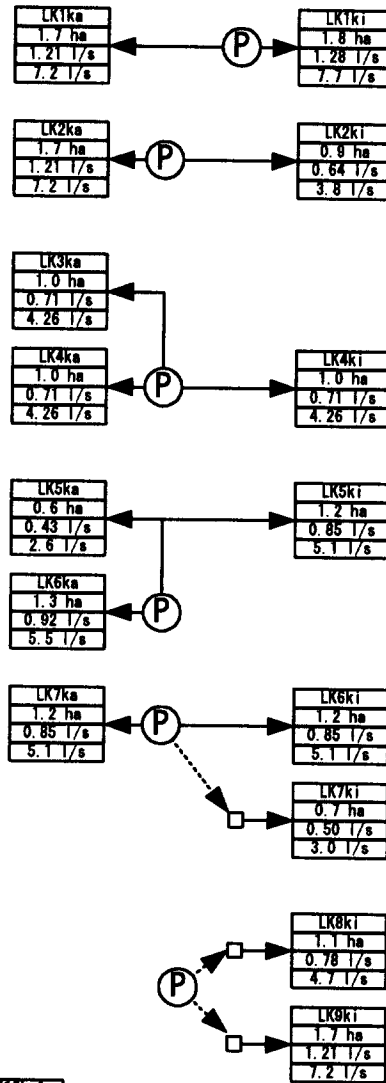 LK1ka
1.7 ha
1.21 l/s
7.2 l/s
P
LK1ki
1.8 ha
1.28 l/s
7.7 l/s
LK2ka
1.7 ha
1.21 l/s
7.2 l/s
P
LK2ki
0.9 ha
0.64 l/s
3.8 l/s
LK3ka
1.0 ha
0.71 l/s
4.26 l/s
LK4ka
1.0 ha
0.71 l/s
4.26 l/s
P
LK4ki
1.0 ha
0.71 l/s
4.26 l/s
LK5ka
0.6 ha
0.43 l/s
2.6 l/s
LK5ki
1.2 ha
0.85 l/s
5.1 l/s
LK6ka
1.3 ha
0.92 l/s
5.5 l/s
P
LK7ka
1.2 ha
0.85 l/s
5.1 l/s
P
LK6ki
1.2 ha
0.85 l/s
5.1 l/s
LK7ki
0.7 ha
0.50 l/s
3.0 l/s
P
LK8ki
1.1 ha
0.78 l/s
4.7 l/s
LK9ki
1.7 ha
1.21 l/s
7.2 l/s